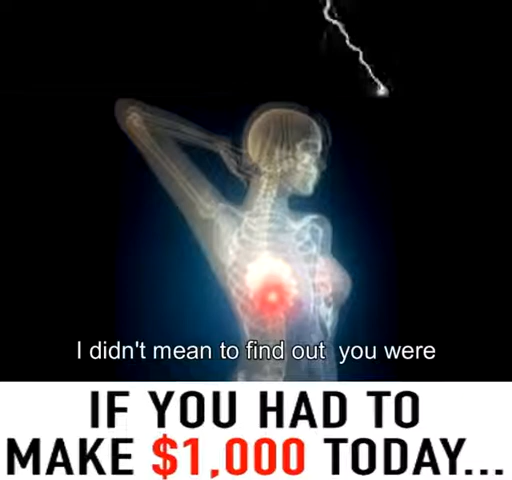 I didn't mean to find out you were
IF YOU HAD TO
MAKE $1,000 TODAY...